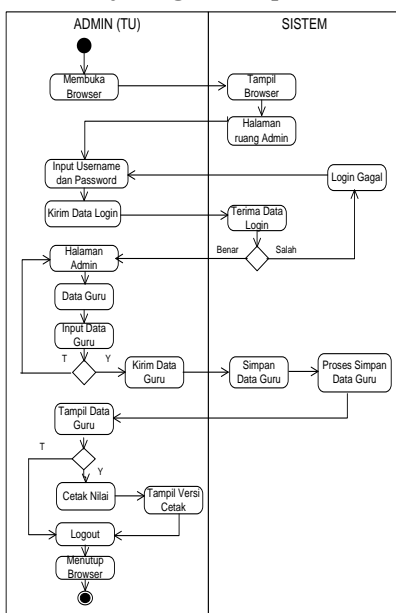 ADMIN (TU)
SISTEM
Membuka
Browser
Tampil
Browser
Halaman
ruang Admin
Input Username
dan Password
Login Gagal
Kirim Data Login
Terima Data
Login
Benar
Salah
Halaman
Admin
Data Guru
Input Data
Guru
T
Y
Kirim Data
Guru
Simpan
Data Guru
Proses Simpan
Data Guru
Tampil Data
Guru
T
Y
Cetak Nilai
Tampil Versi
Cetak
Logout
Menutup
Browser